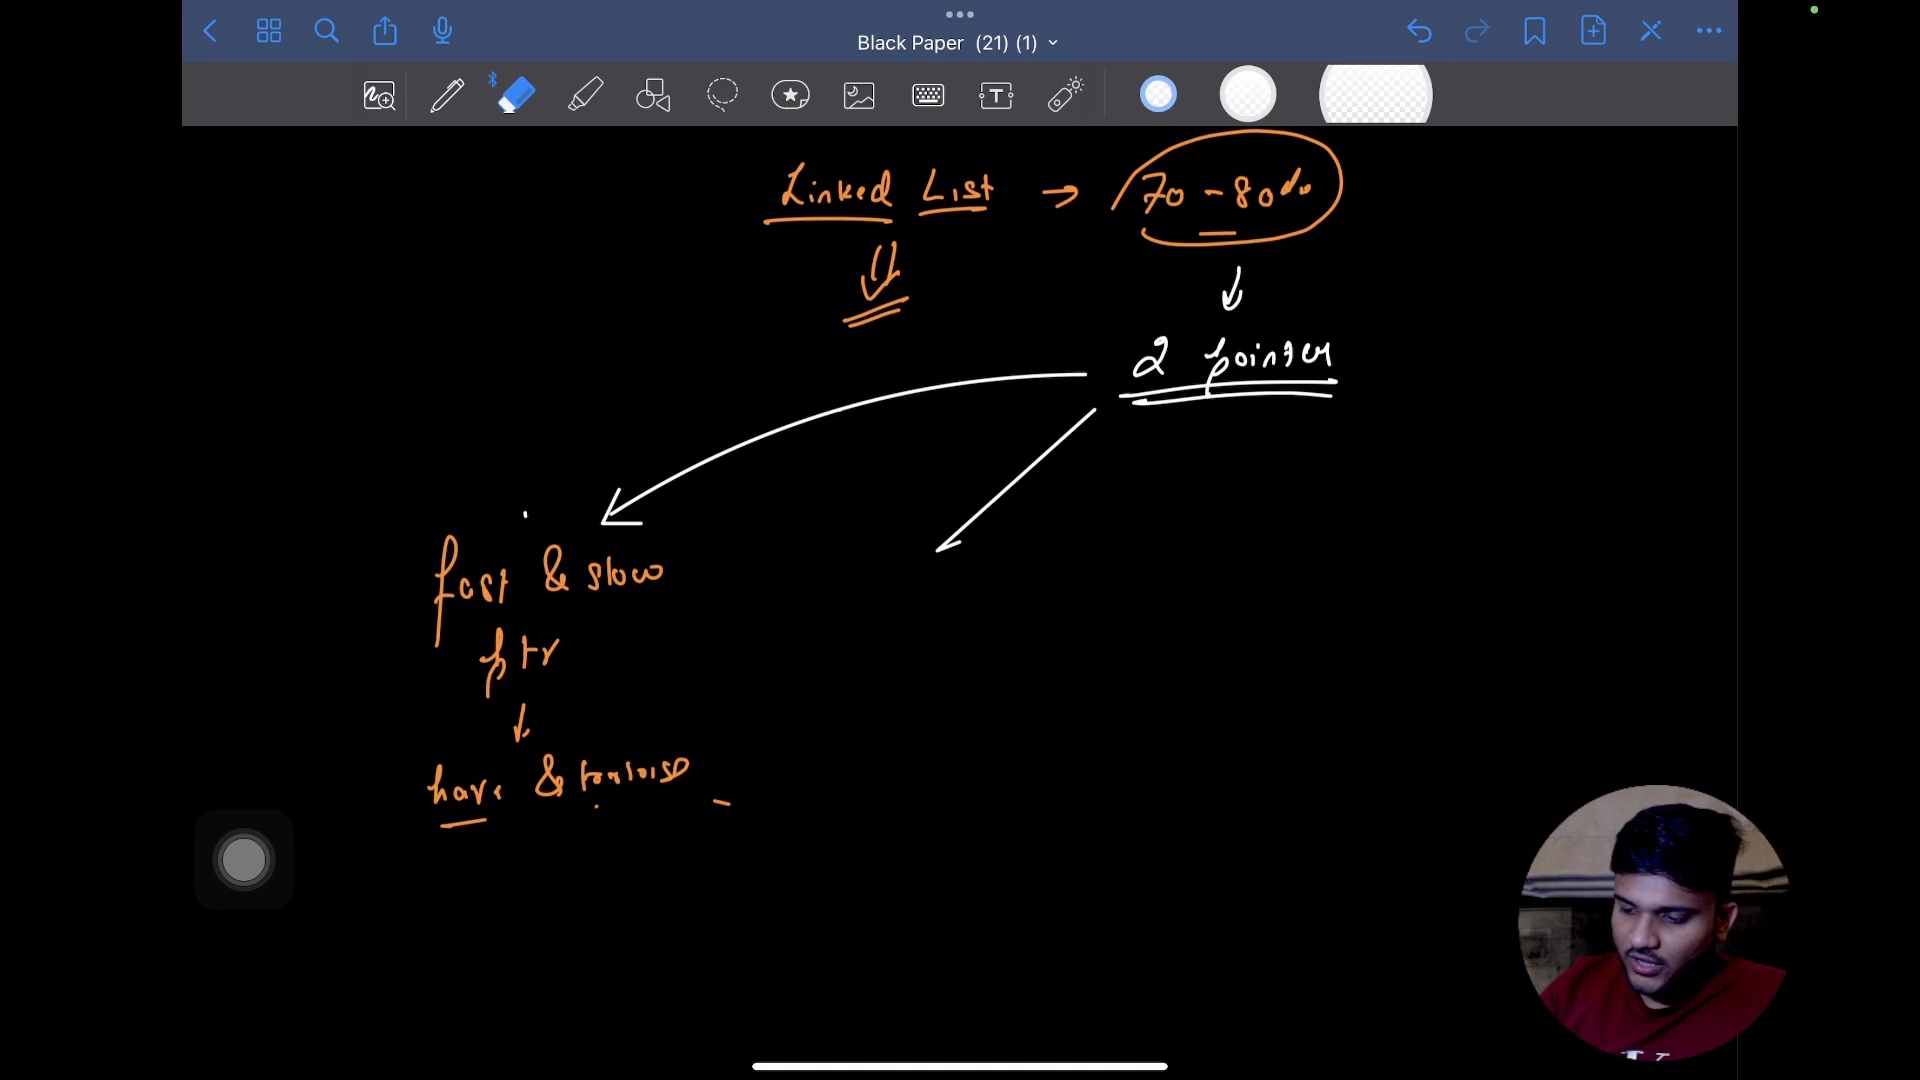 Black Paper (21) (1)
T
Linked List → 70 - 80%
2 pointer
fast & slow
ptr
hare & tortoise